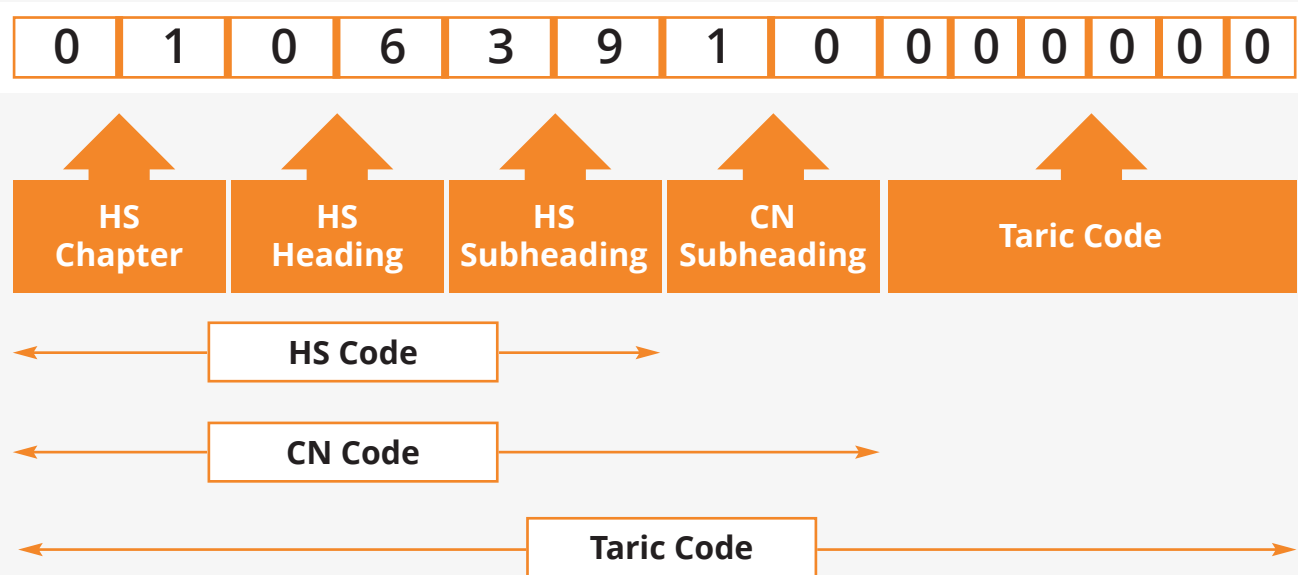 0 1 0 6 3 9 1 0 0 0 0 0 0 0
HS
Chapter
HS
Heading
HS
Subheading
CN
Subheading
Taric Code
HS Code
CN Code
Taric Code